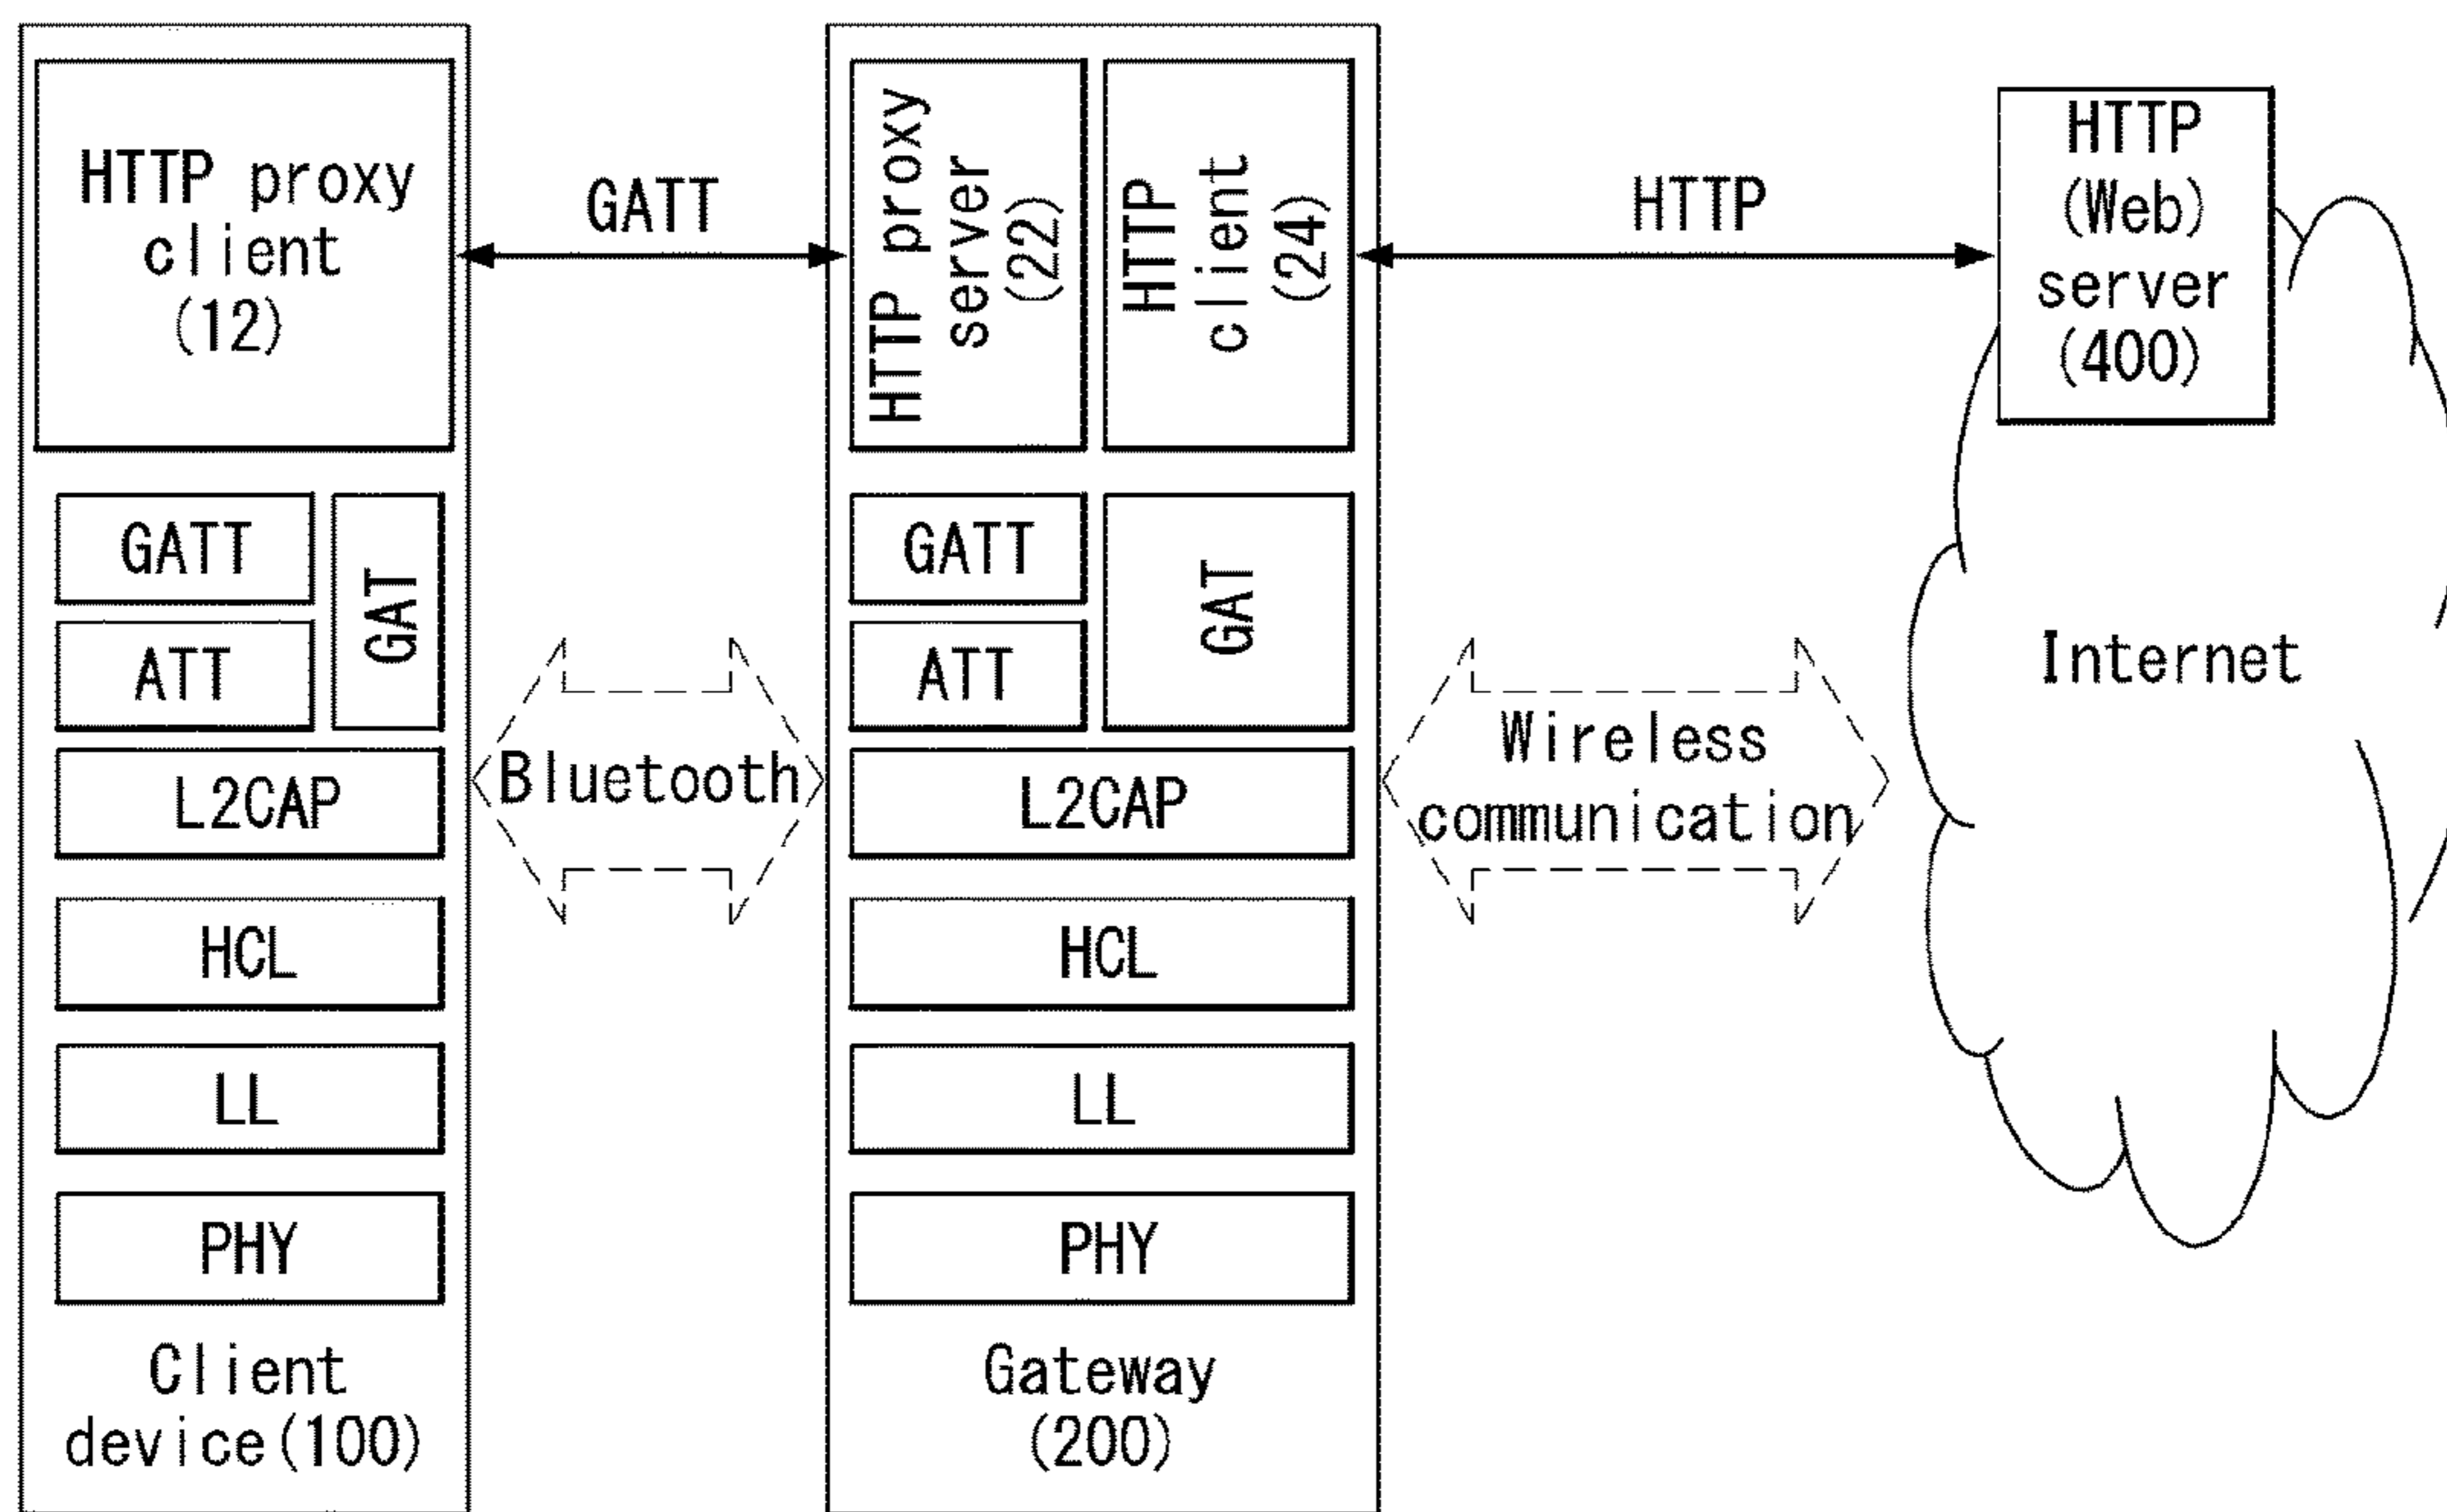 HTTP proxy
client
(12)
GATT
GAT
ATT
L2CAP
HCL
LL
PHY
Client
device(100)
GATT
Bluetooth
HTTP proxy
server
(22)
HTTP
client
(24)
GATT
GAT
ATT
L2CAP
HCL
LL
PHY
Gateway
(200)
HTTP
Wireless
communication
HTTP
(Web)
server
(400)
Internet